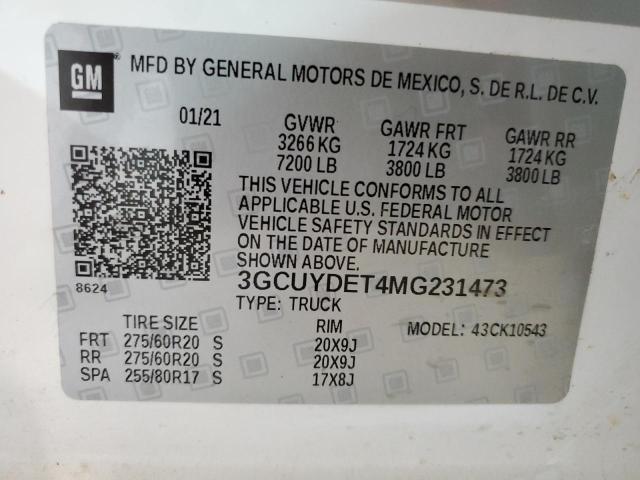 GM
MFD BY GENERAL MOTORS DE MEXICO, S. DE R.L. DE C.V.
01/21 GVWR GAWR FRT GAWR RR
3266 KG 1724 KG 1724 KG
7200 LB 3800 LB 3800 LB
THIS VEHICLE CONFORMS TO ALL
APPLICABLE U.S. FEDERAL MOTOR
VEHICLE SAFETY STANDARDS IN EFFECT
ON THE DATE OF MANUFACTURE
SHOWN ABOVE.
8624
3GCUYDET4MG231473
TYPE: TRUCK
TIRE SIZE RIM MODEL: 43CK10543
FRT 275/60R20 S 20X9J
RR 275/60R20 S 20X9J
SPA 255/80R17 S 17X8J